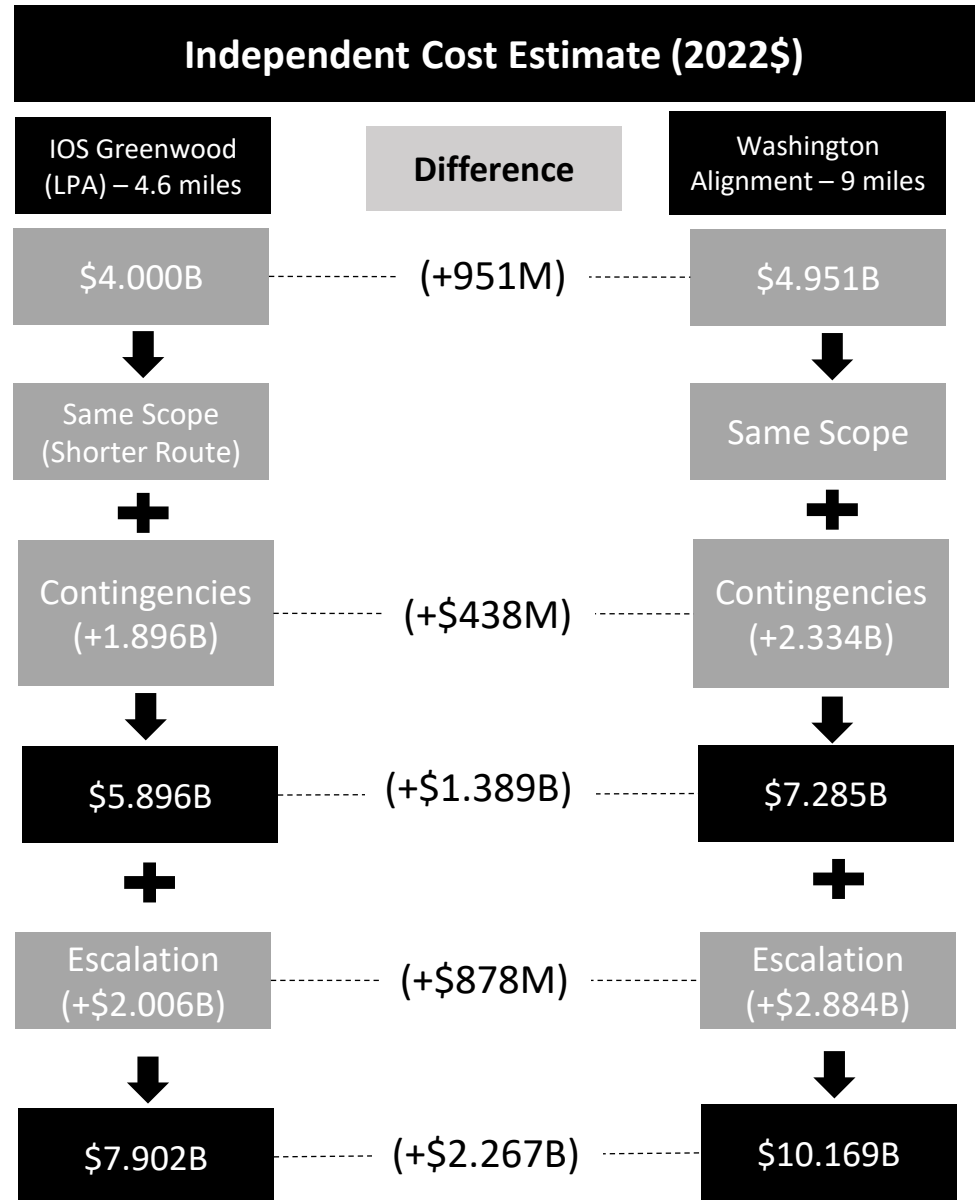 Independent Cost Estimate (2022$)
IOS Greenwood
(LPA) – 4.6 miles
Difference
Washington
Alignment – 9 miles
$4.000B
(+951M)
$4.951B
Same Scope
(Shorter Route)
Same Scope
Contingencies
(+1.896B)
(+$438M)
Contingencies
(+2.334B)
$5.896B
(+$1.389B)
$7.285B
Escalation
(+$2.006B)
(+$878M)
Escalation
(+$2.884B)
$7.902B
(+$2.267B)
$10.169B